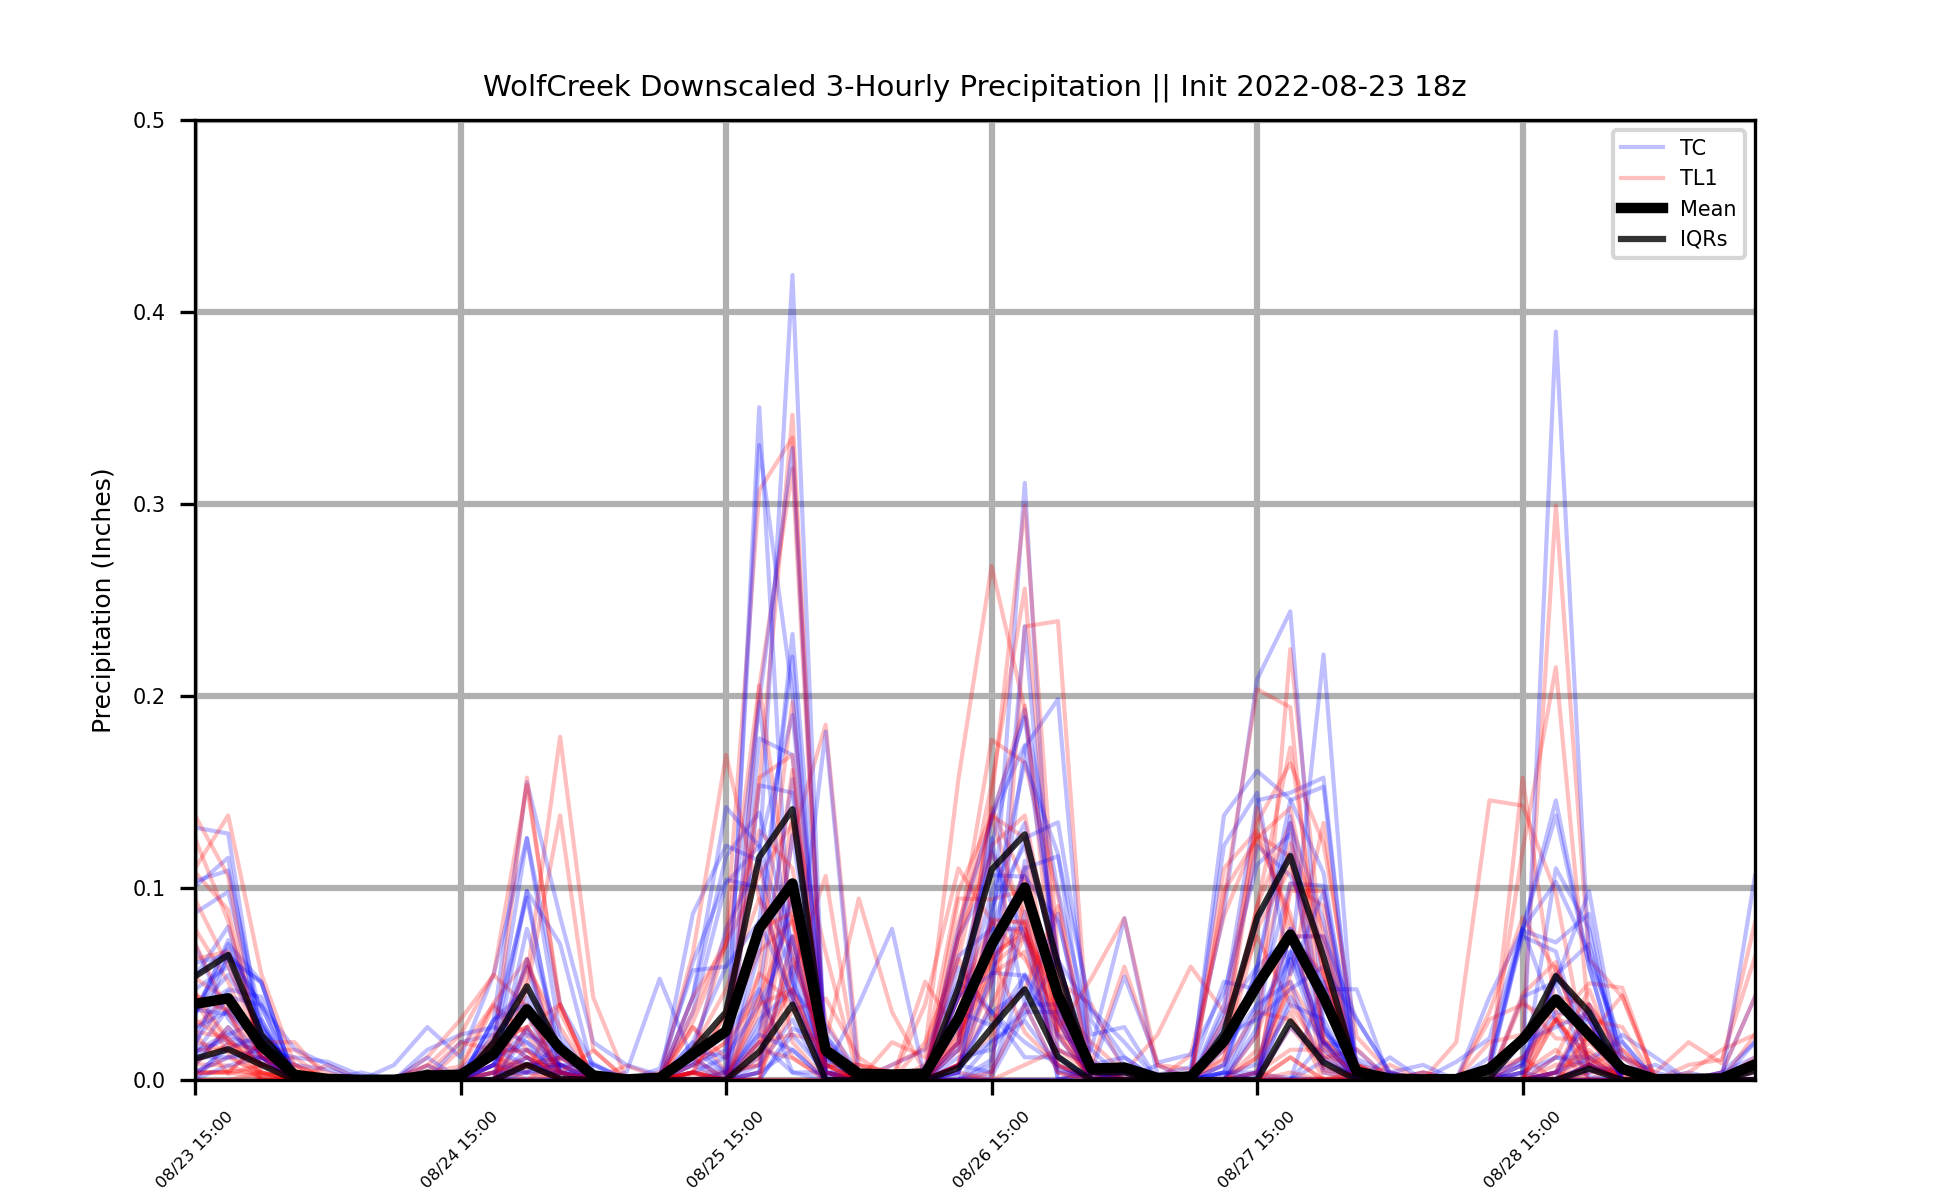 WolfCreek Downscaled 3-Hourly Precipitation || Init 2022-08-23 18z
TC
TL1
Mean
IQRs
Precipitation (Inches)
0.5
0.4
0.3
0.2
0.1
0.0
08/23 15:00
08/24 15:00
08/25 15:00
08/26 15:00
08/27 15:00
08/28 15:00